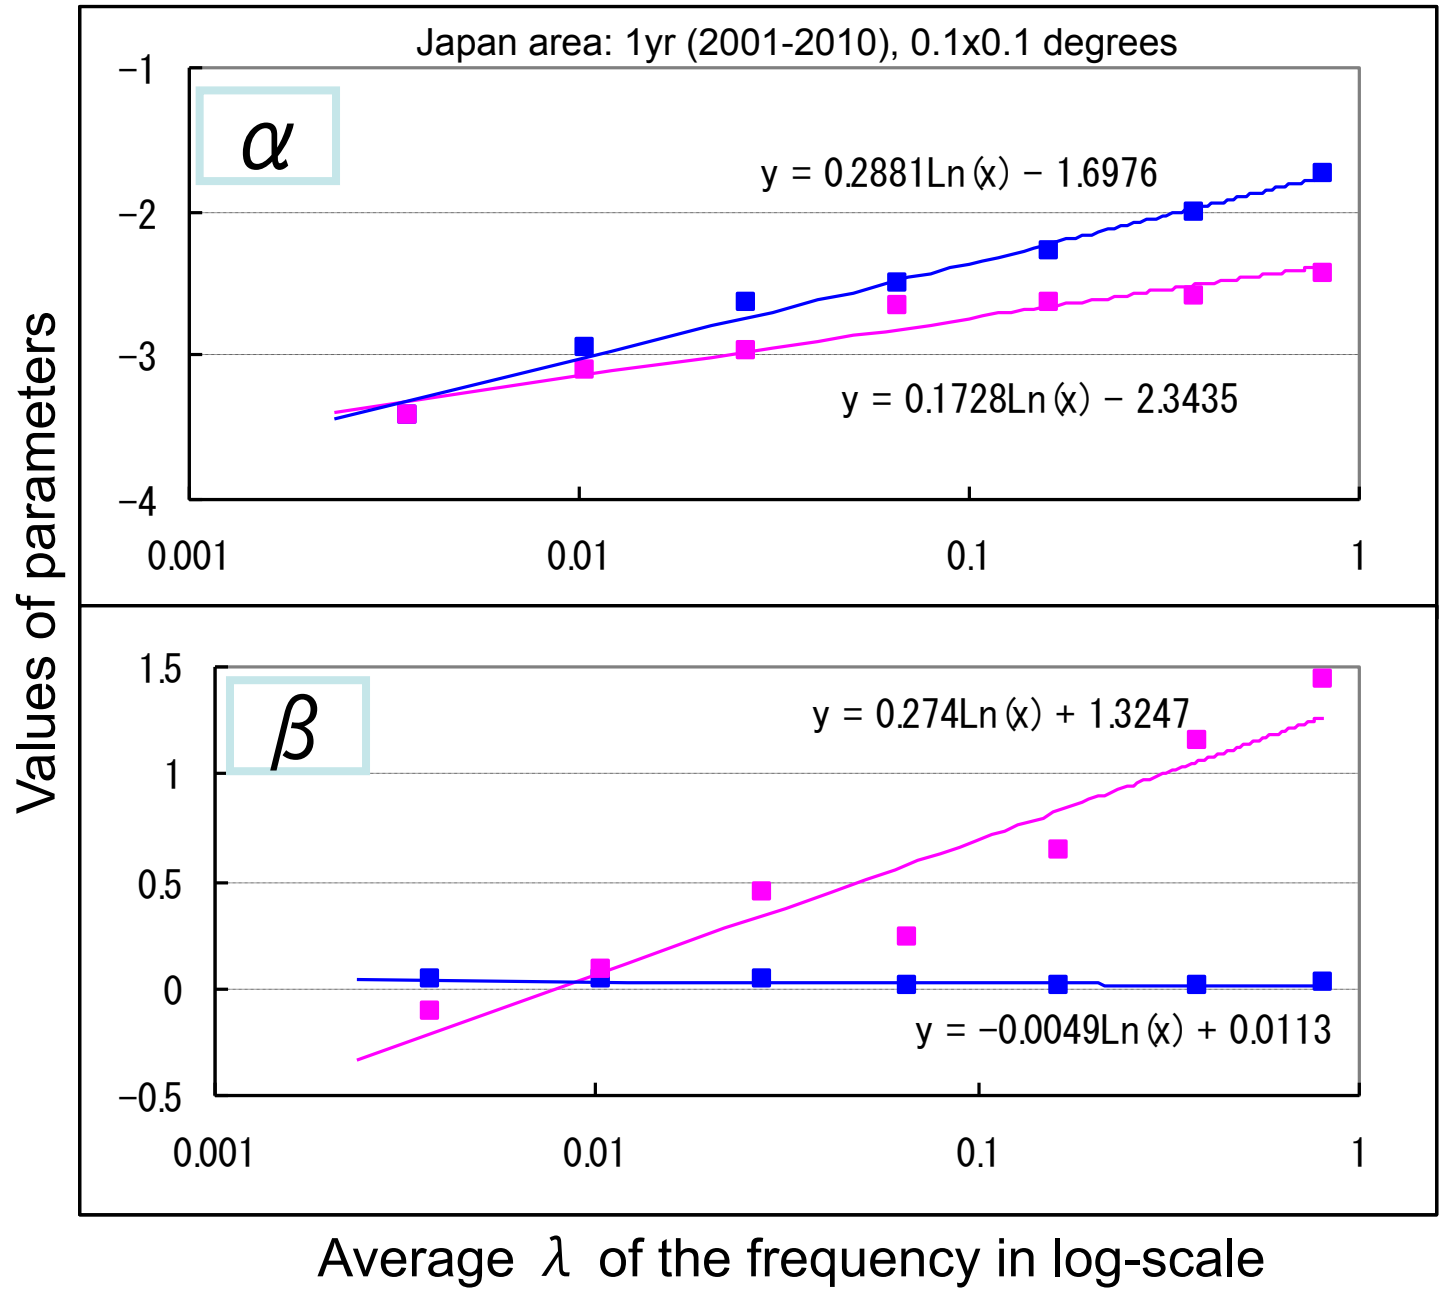 Japan area: 1yr (2001-2010), 0.1x0.1 degrees
−1
α
y = 0.2881Ln(x) − 1.6976
−2
−3
y = 0.1728Ln(x) − 2.3435
−4
0.001 0.01 0.1 1
Values of parameters
1.5
β
y = 0.274Ln(x) + 1.3247
1
0.5
0
y = −0.0049Ln(x) + 0.0113
−0.5
0.001 0.01 0.1 1
Average λ of the frequency in log-scale